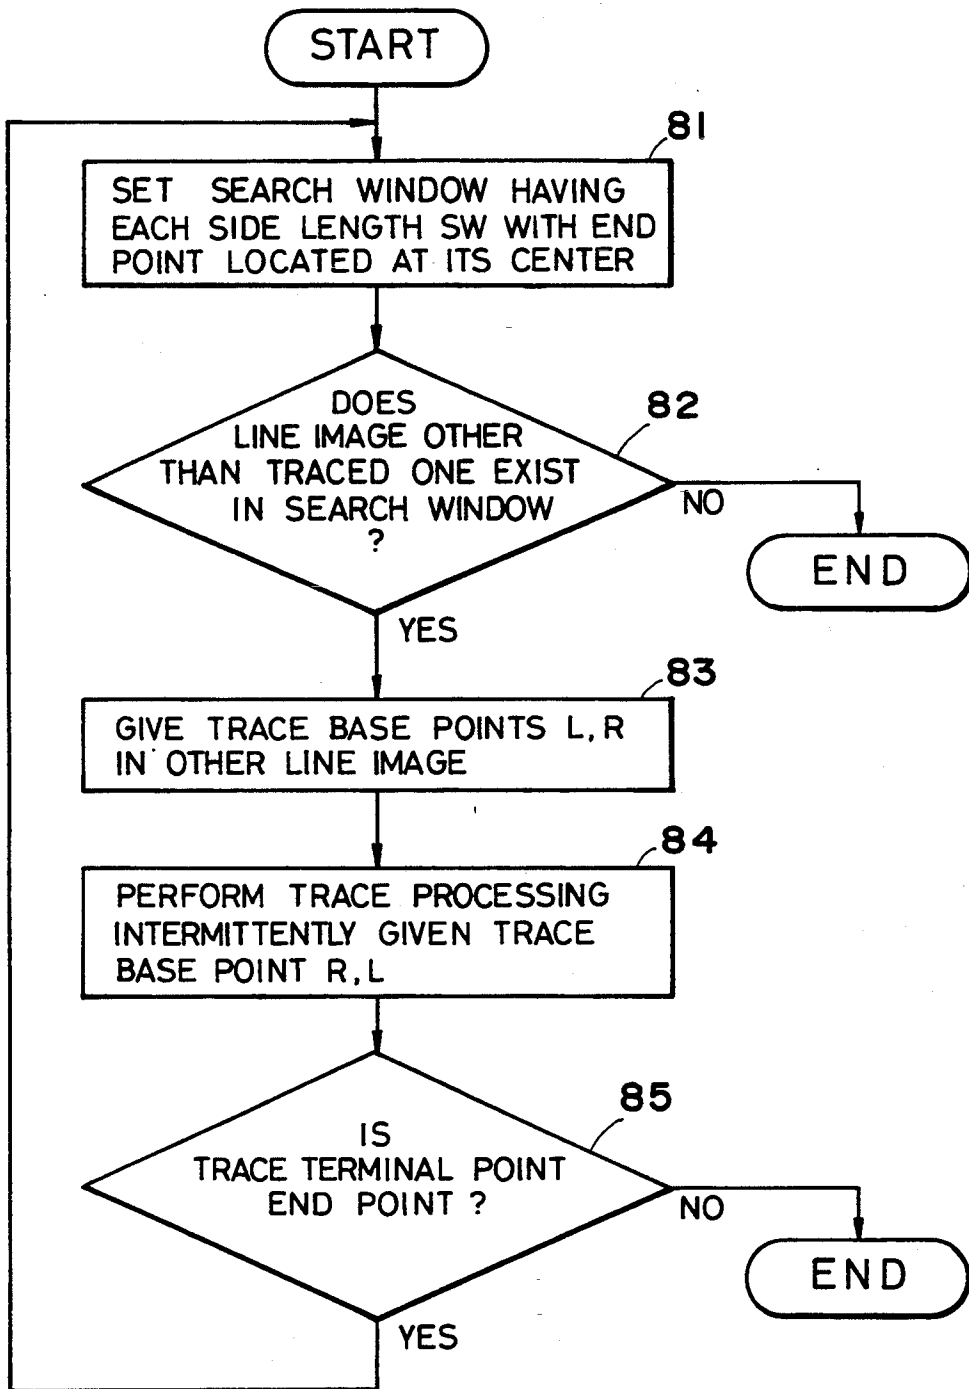 START
81
SET SEARCH WINDOW HAVING
EACH SIDE LENGTH SW WITH END
POINT LOCATED AT ITS CENTER
DOES
LINE IMAGE OTHER
THAN TRACED ONE EXIST
IN SEARCH WINDOW
?
82
NO
END
YES
83
GIVE TRACE BASE POINTS L, R
IN OTHER LINE IMAGE
84
PERFORM TRACE PROCESSING
INTERMITTENTLY GIVEN TRACE
BASE POINT R, L
85
IS
TRACE TERMINAL POINT
END POINT ?
NO
END
YES